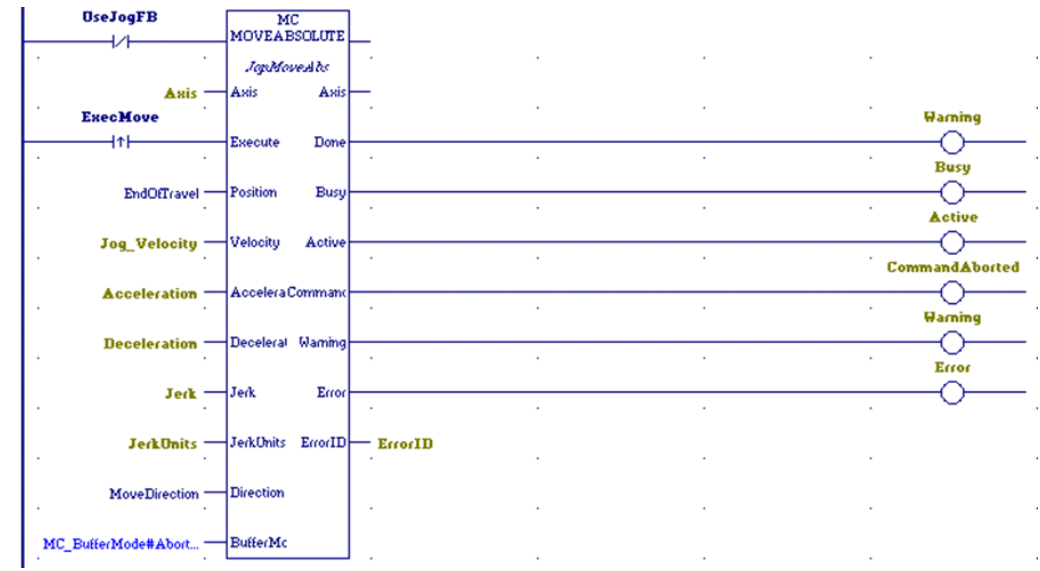 UseJogFB
MC
MOVEABSOLUTE
JogMoveAbs
Axis Axis Axis
ExecMove Warning
Execute Done
Busy
EndOfTravel Position Busy
Active
Jog_Velocity Velocity Active
CommandAborted
Acceleration AcceleraCommanc
Warning
Deceleration Decelerat Warning
Error
Jerk Jerk Error
JerkUnits JerkUnits ErrorID ErrorID
MoveDirection Direction
MC_BufferMode#Abort... BufferMc